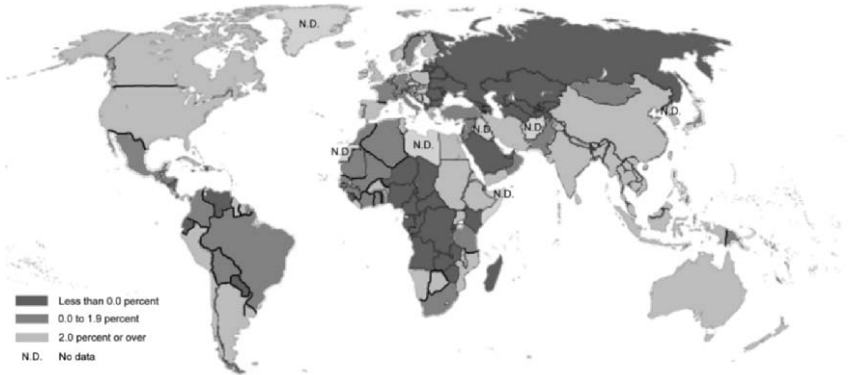 N.D.
N.D.
N.D.
N.D.
N.D.
N.D.
N.D.
Less than 0.0 percent
0.0 to 1.9 percent
2.0 percent or over
N.D. No data